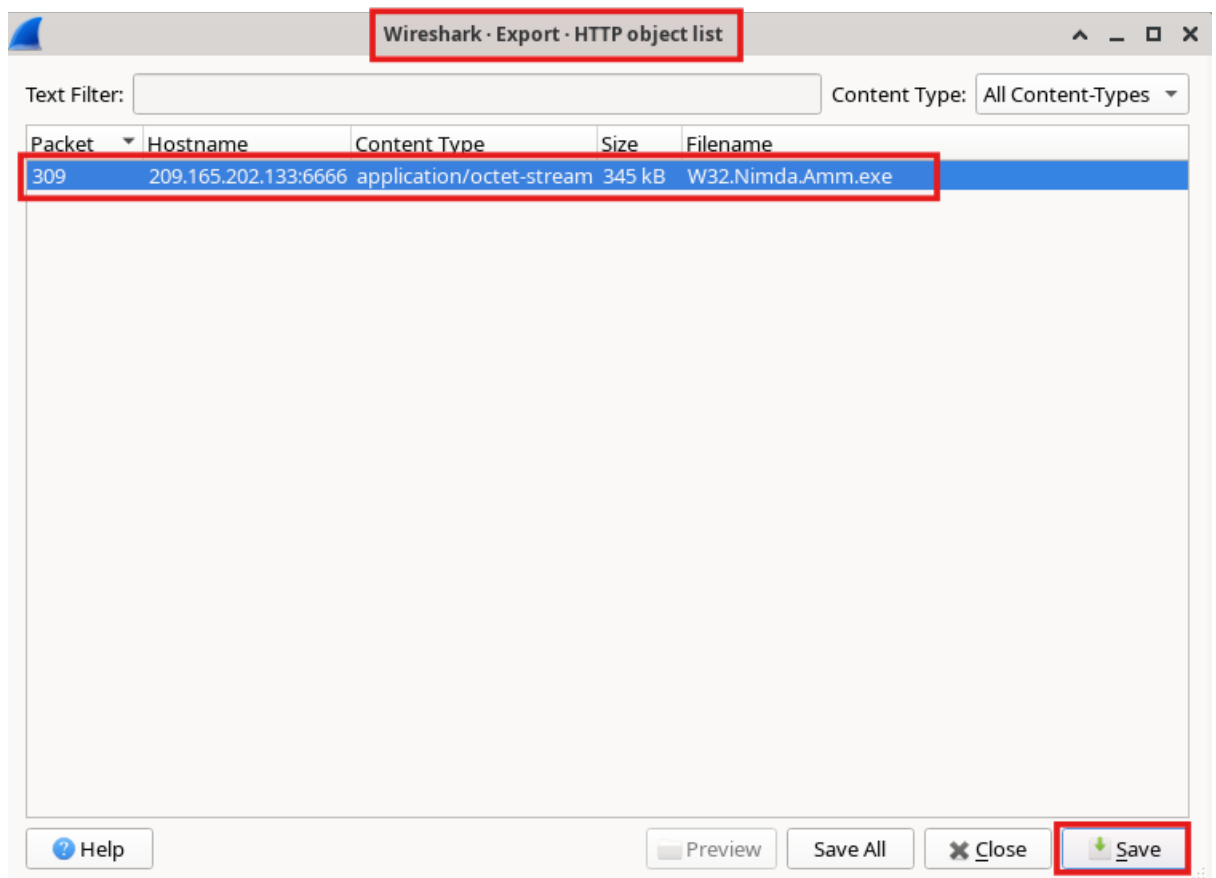 Wireshark · Export · HTTP object list
Text Filter: Content Type: All Content-Types
Packet Hostname Content Type Size Filename
309 209.165.202.133:6666 application/octet-stream 345 kB W32.Nimda.Amm.exe
Help Preview Save All Close Save